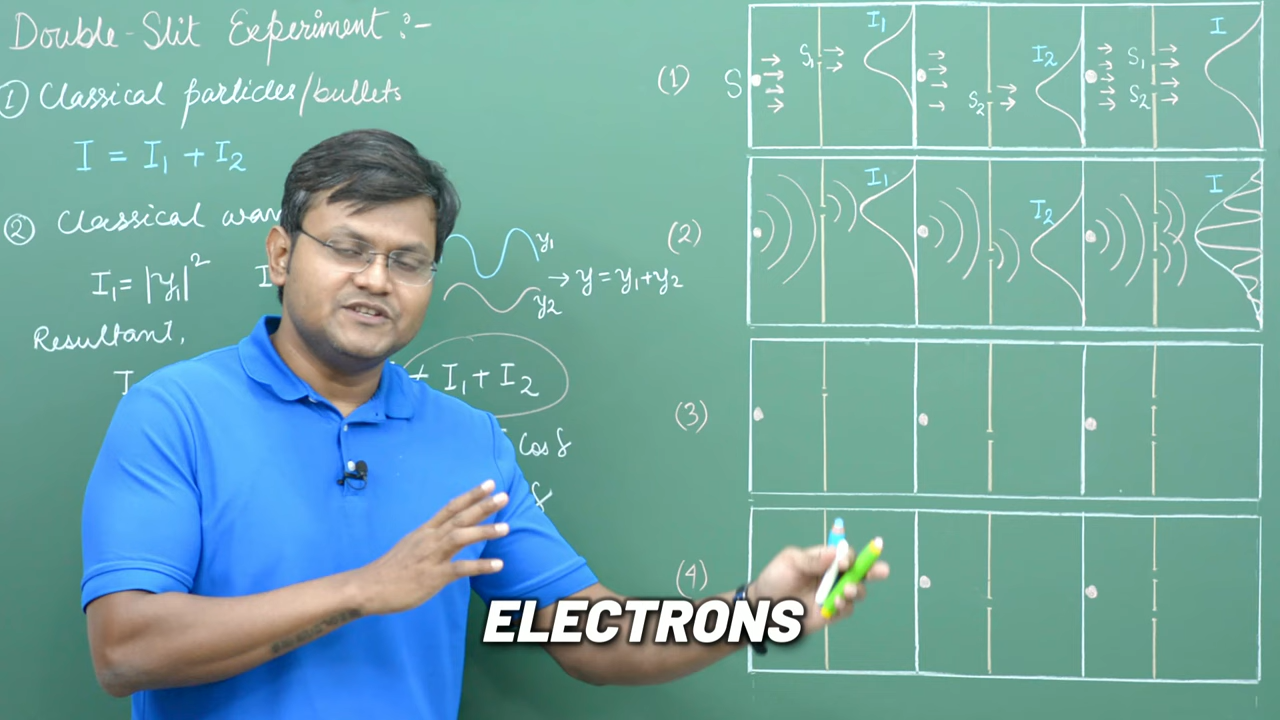 Double-Slit Experiment :-
① Classical particles/bullets
I = I₁ + I₂
② Classical
I₁ = |y₁|² I
y₁
y₂
→ y = y₁+y₂
Resultant,
≠ I₁ + I₂
Cos δ
δ
(1) S S₁ I₁ S₂ I₂ S₁ S₂ I
(2) I₁ I₂ I
(3)
(4)
ELECTRONS